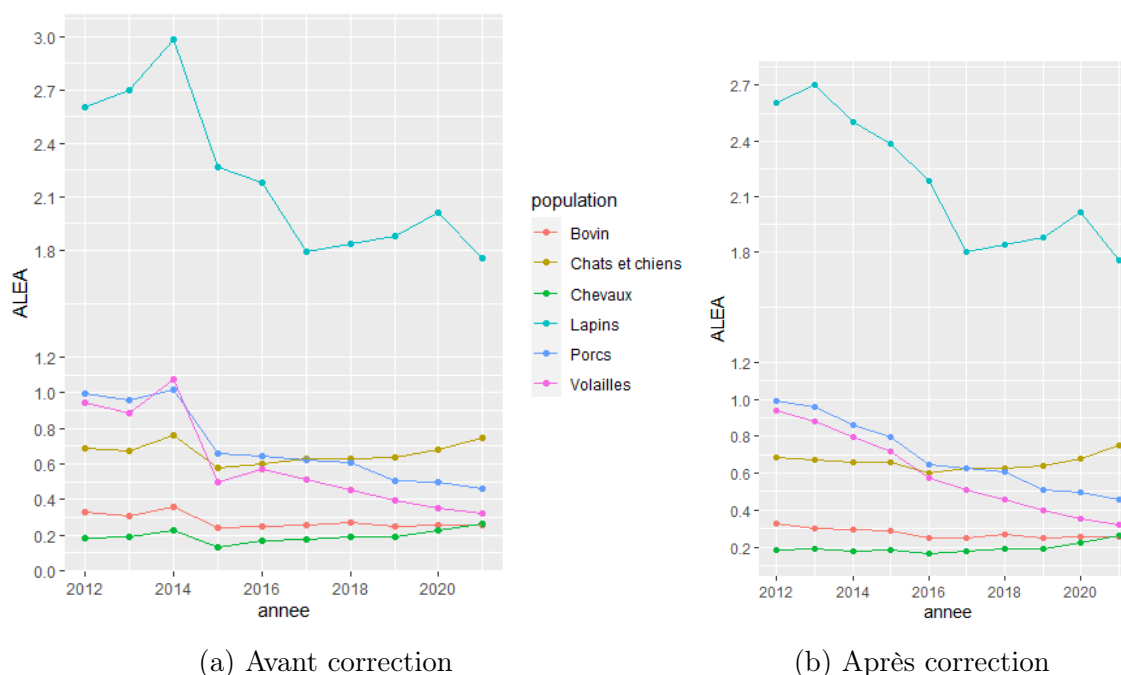 3.0
2.7
2.4
2.1
1.8
1.2
1.0
0.8
0.6
0.4
0.2
0.0
ALEA
2012 2014 2016 2018 2020
annee
population
Bovin
Chats et chiens
Chevaux
Lapins
Porcs
Volailles
2.7
2.4
2.1
1.8
1.2
1.0
0.8
0.6
0.4
0.2
ALEA
2012 2014 2016 2018 2020
annee
(a) Avant correction
(b) Après correction